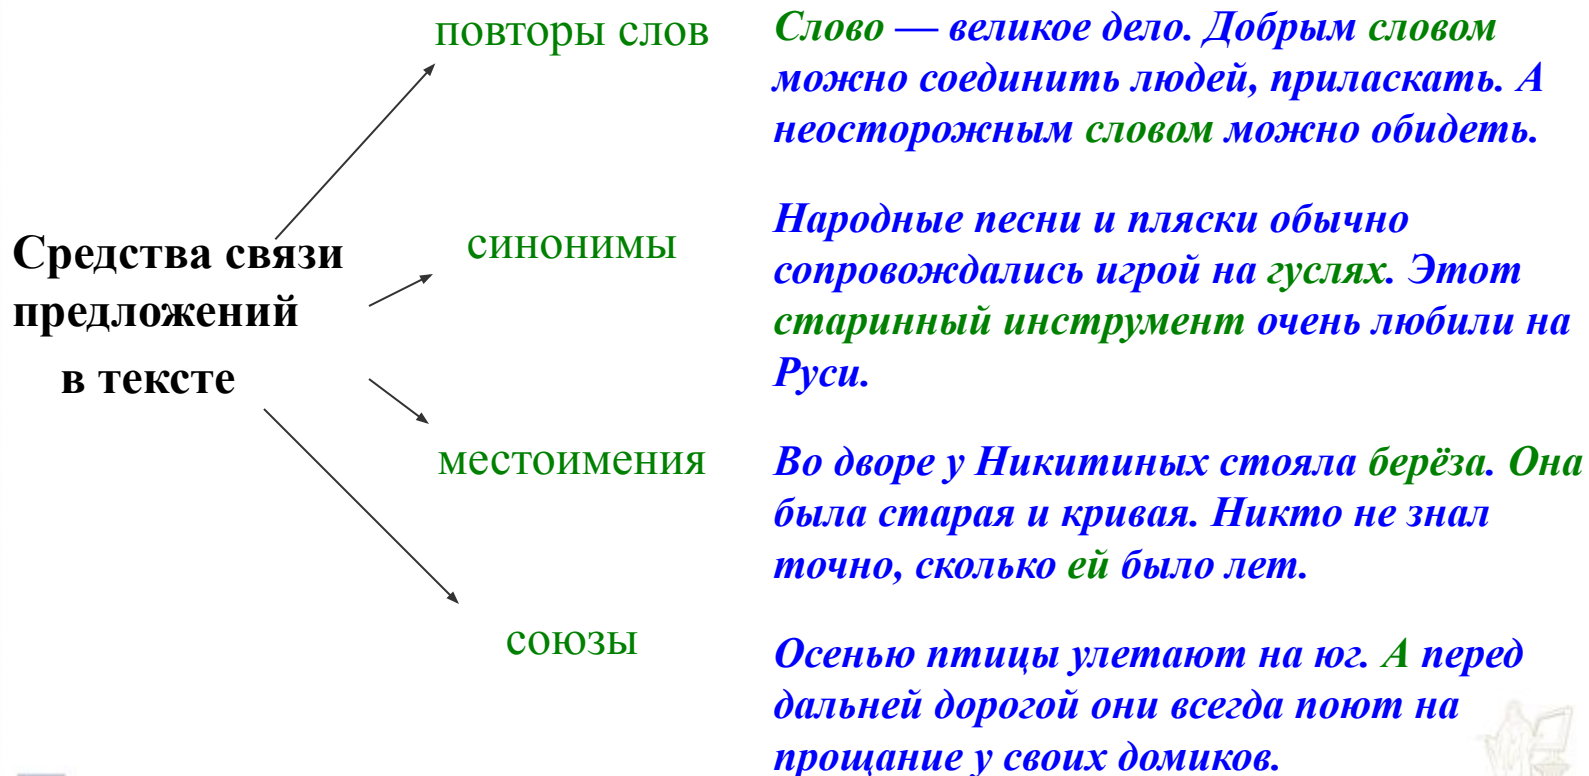 повторы слов
Слово — великое дело. Добрым словом
можно соединить людей, приласкать. А
неосторожным словом можно обидеть.
Средства связи
предложений
в тексте
синонимы
Народные песни и пляски обычно
сопровождались игрой на гуслях. Этот
старинный инструмент очень любили на
Руси.
местоимения
Во дворе у Никитиных стояла берёза. Она
была старая и кривая. Никто не знал
точно, сколько ей было лет.
союзы
Осенью птицы улетают на юг. А перед
дальней дорогой они всегда поют на
прощание у своих домиков.